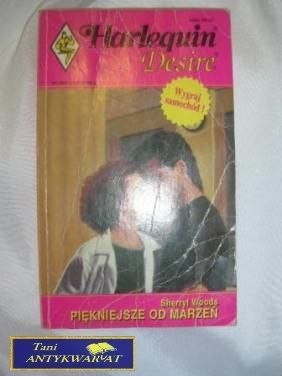 Harlequin
Desire
Wygraj
samochód!
Sherryl Woods
PIĘKNIEJSZE OD MARZEŃ
Tani
ANTYKWARIAT